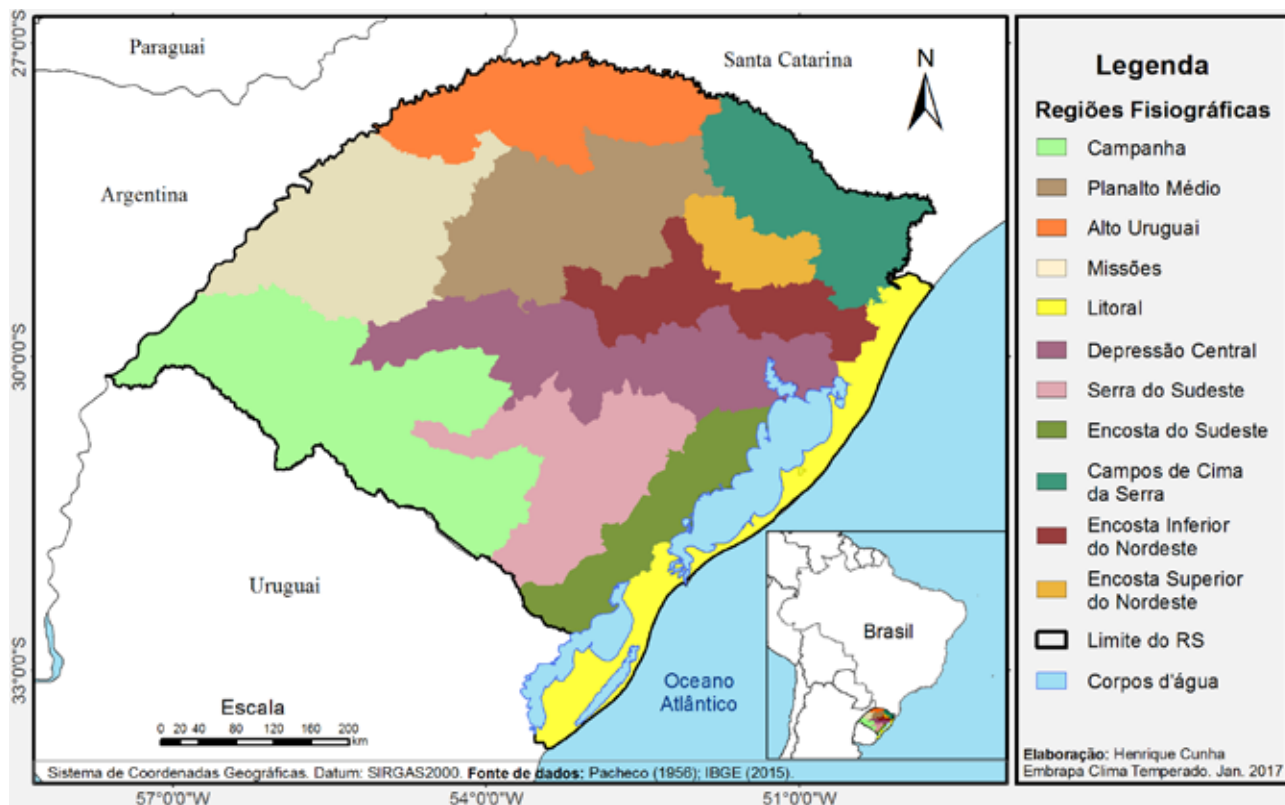 27°0'0"S
30°0'0"S
33°0'0"S
Paraguai
Santa Catarina
N
Argentina
Uruguai
Oceano
Atlântico
Brasil
Escala
0 20 40 80 120 160 200
km
Sistema de Coordenadas Geográficas. Datum: SIRGAS2000. Fonte de dados: Pacheco (1956); IBGE (2015).
57°0'0"W
54°0'0"W
51°0'0"W
Legenda
Regiões Fisiográficas
Campanha
Planalto Médio
Alto Uruguai
Missões
Litoral
Depressão Central
Serra do Sudeste
Encosta do Sudeste
Campos de Cima
da Serra
Encosta Inferior
do Nordeste
Encosta Superior
do Nordeste
Limite do RS
Corpos d'água
Elaboração: Henrique Cunha
Embrapa Clima Temperado. Jan. 2017